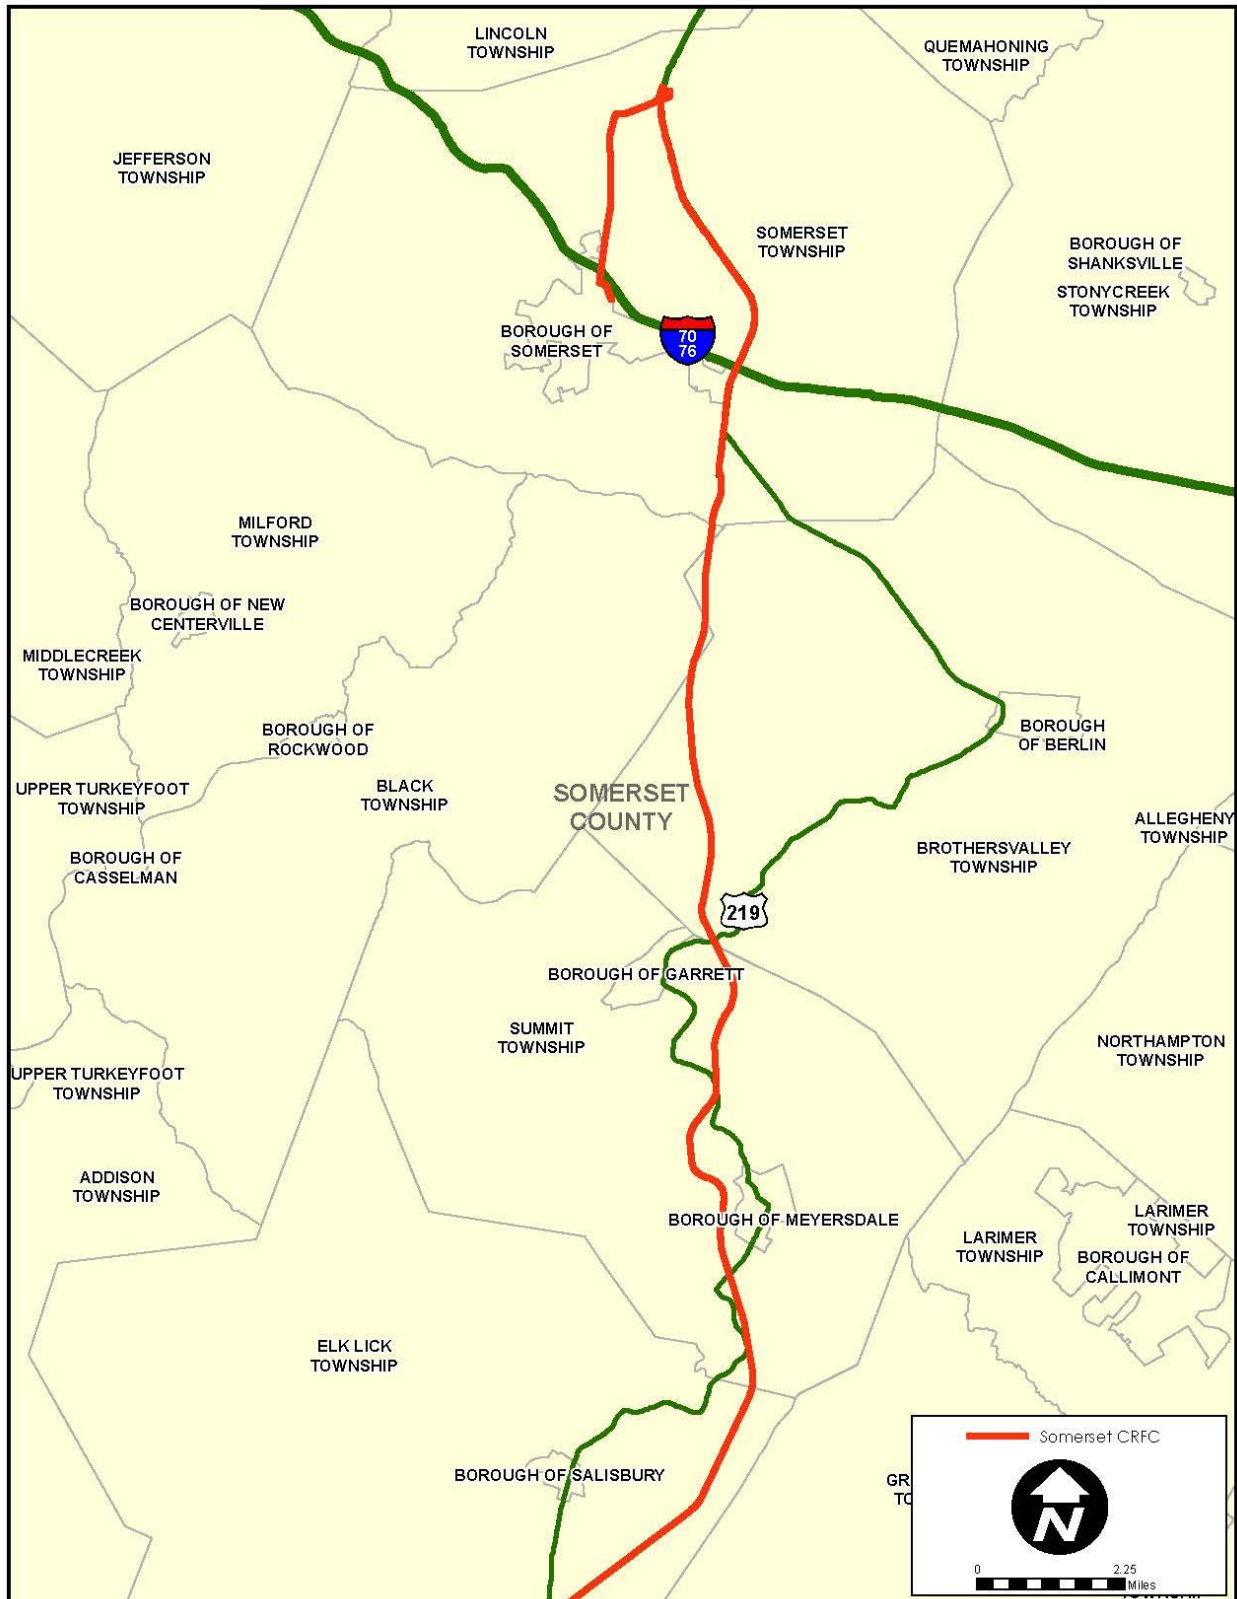 LINCOLN
TOWNSHIP
QUEMAHONING
TOWNSHIP
JEFFERSON
TOWNSHIP
SOMERSET
TOWNSHIP
BOROUGH OF
SHANKSVILLE
STONYCREEK
TOWNSHIP
BOROUGH OF
SOMERSET
70
76
MILFORD
TOWNSHIP
BOROUGH OF NEW
CENTERVILLE
MIDDLECREEK
TOWNSHIP
BOROUGH OF
ROCKWOOD
BOROUGH
OF BERLIN
UPPER TURKEYFOOT
TOWNSHIP
BLACK
TOWNSHIP
SOMERSET
COUNTY
ALLEGHENY
TOWNSHIP
BROTHERSVALLEY
TOWNSHIP
BOROUGH OF
CASSELMAN
219
BOROUGH OF GARRETT
SUMMIT
TOWNSHIP
NORTHAMPTON
TOWNSHIP
UPPER TURKEYFOOT
TOWNSHIP
ADDISON
TOWNSHIP
BOROUGH OF MEYERSDALE
LARIMER
TOWNSHIP
LARIMER
TOWNSHIP
BOROUGH OF
CALLIMONT
ELK LICK
TOWNSHIP
BOROUGH OF SALISBURY
GR
TO
Somerset CRFC
N
0 2.25
Miles